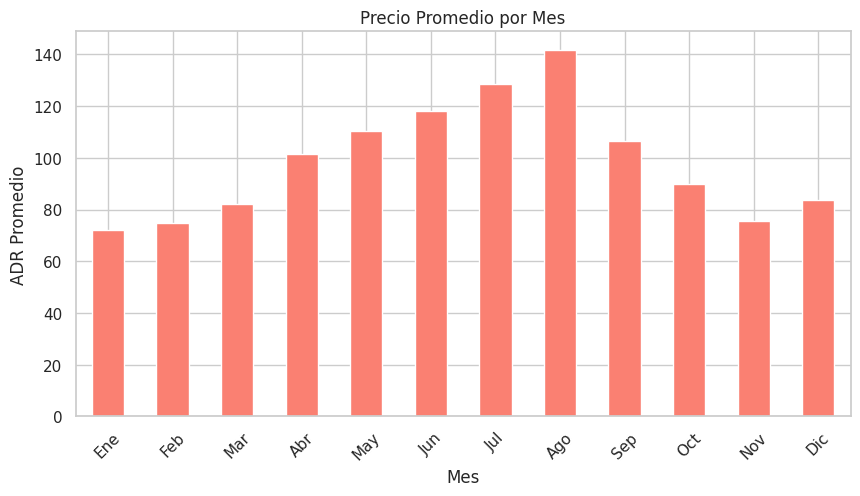 Precio Promedio por Mes
ADR Promedio
140
120
100
80
60
40
20
0
Ene
Feb
Mar
Abr
May
Jun
Jul
Ago
Sep
Oct
Nov
Dic
Mes